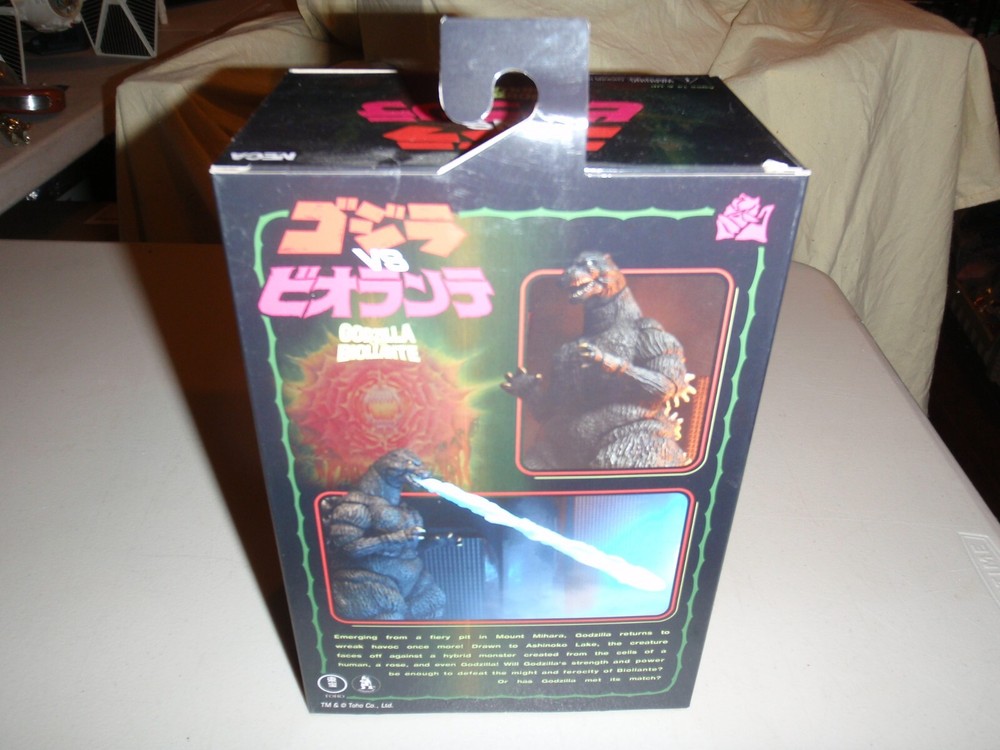 NECA
ゴジラ
VS
ビオランテ
GODZILLA
BIOLLANTE
Emerging from a fiery pit in Mount Mihara, Godzilla returns to
wreak havoc once more! Drawn to Ashinoko Lake, the creature
faces off against a hybrid monster created from the cells of a
human, a rose, and even Godzilla! Will Godzilla's strength and power
be enough to defeat the might and ferocity of Biollante?
Or has Godzilla met its match?
TOHO
TM & © Toho Co., Ltd.